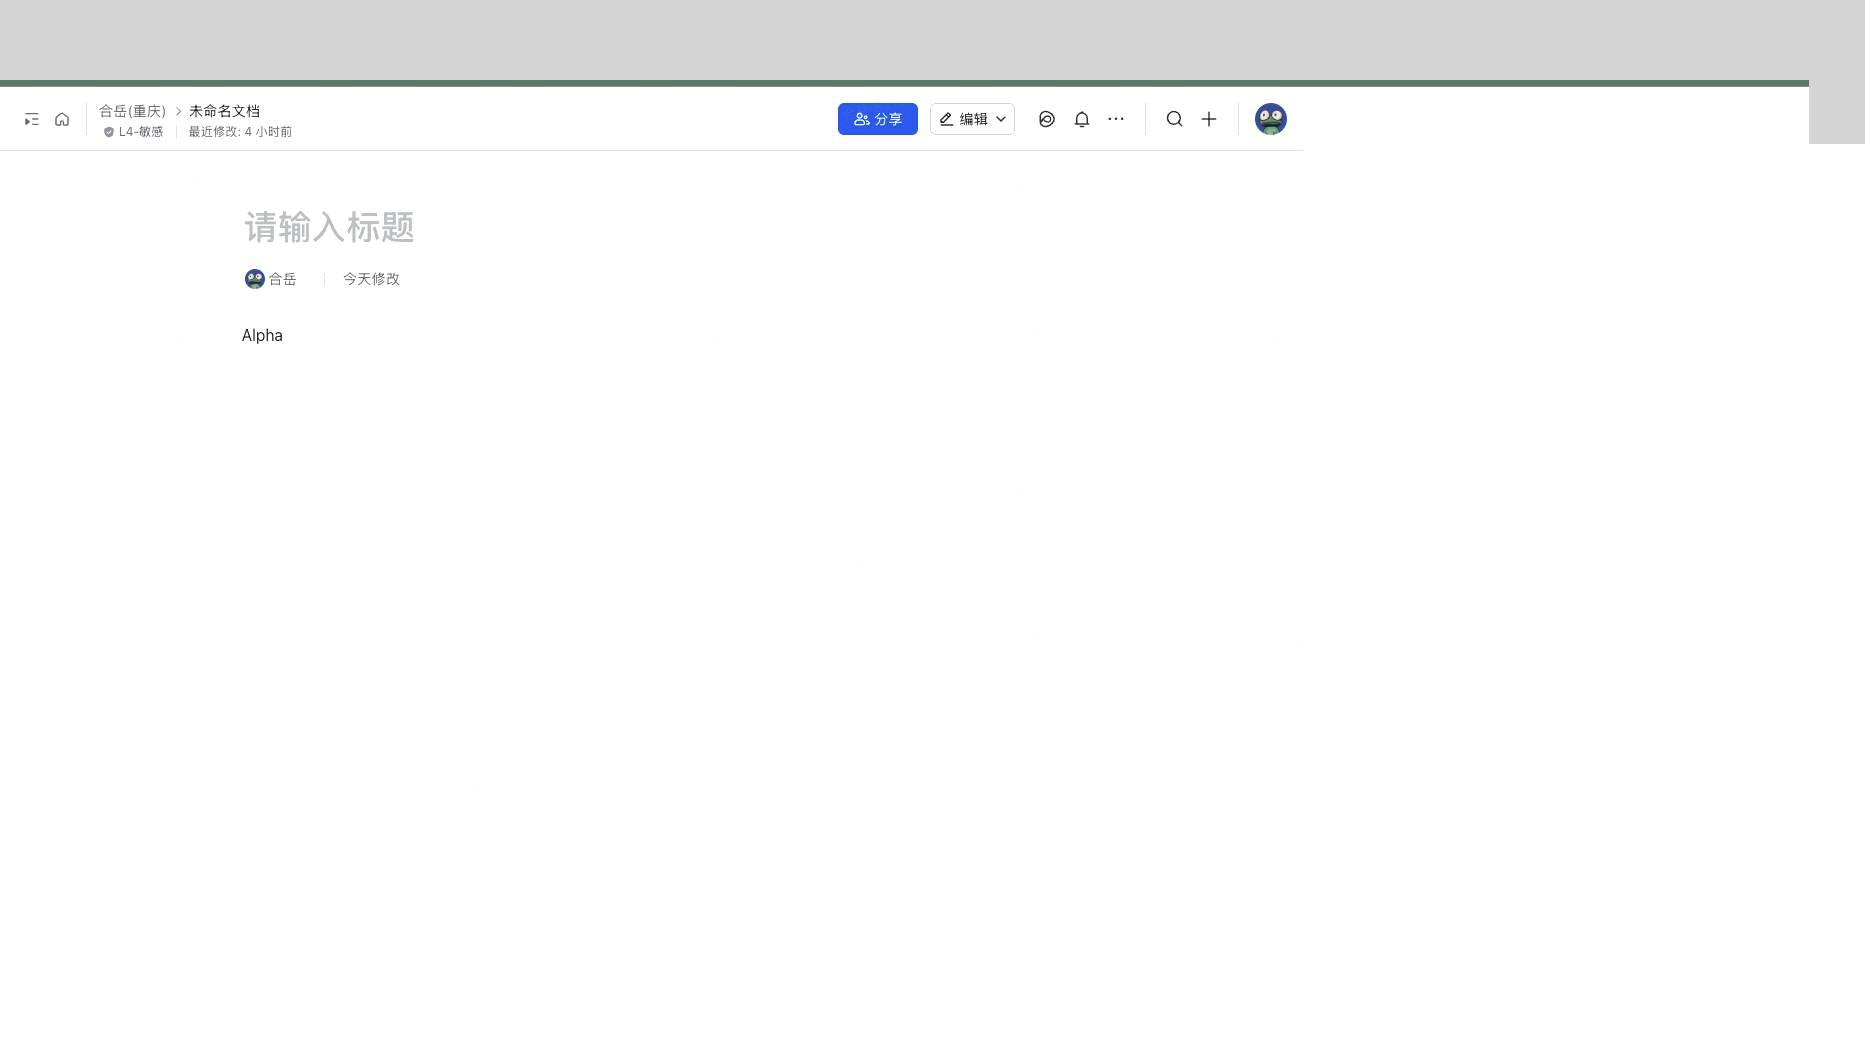 合岳(重庆) > 未命名文档
L4-敏感 | 最近修改: 4 小时前
分享
编辑
请输入标题
合岳 | 今天修改
Alpha